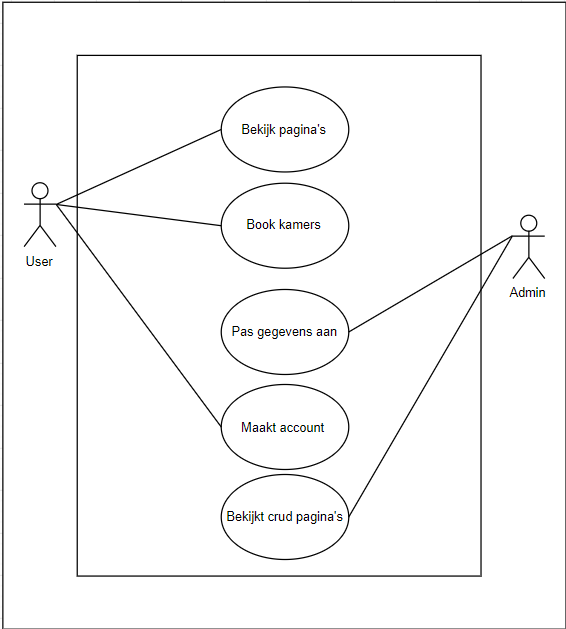 Bekijk pagina's
Book kamers
User
Admin
Pas gegevens aan
Maakt account
Bekijkt crud pagina's